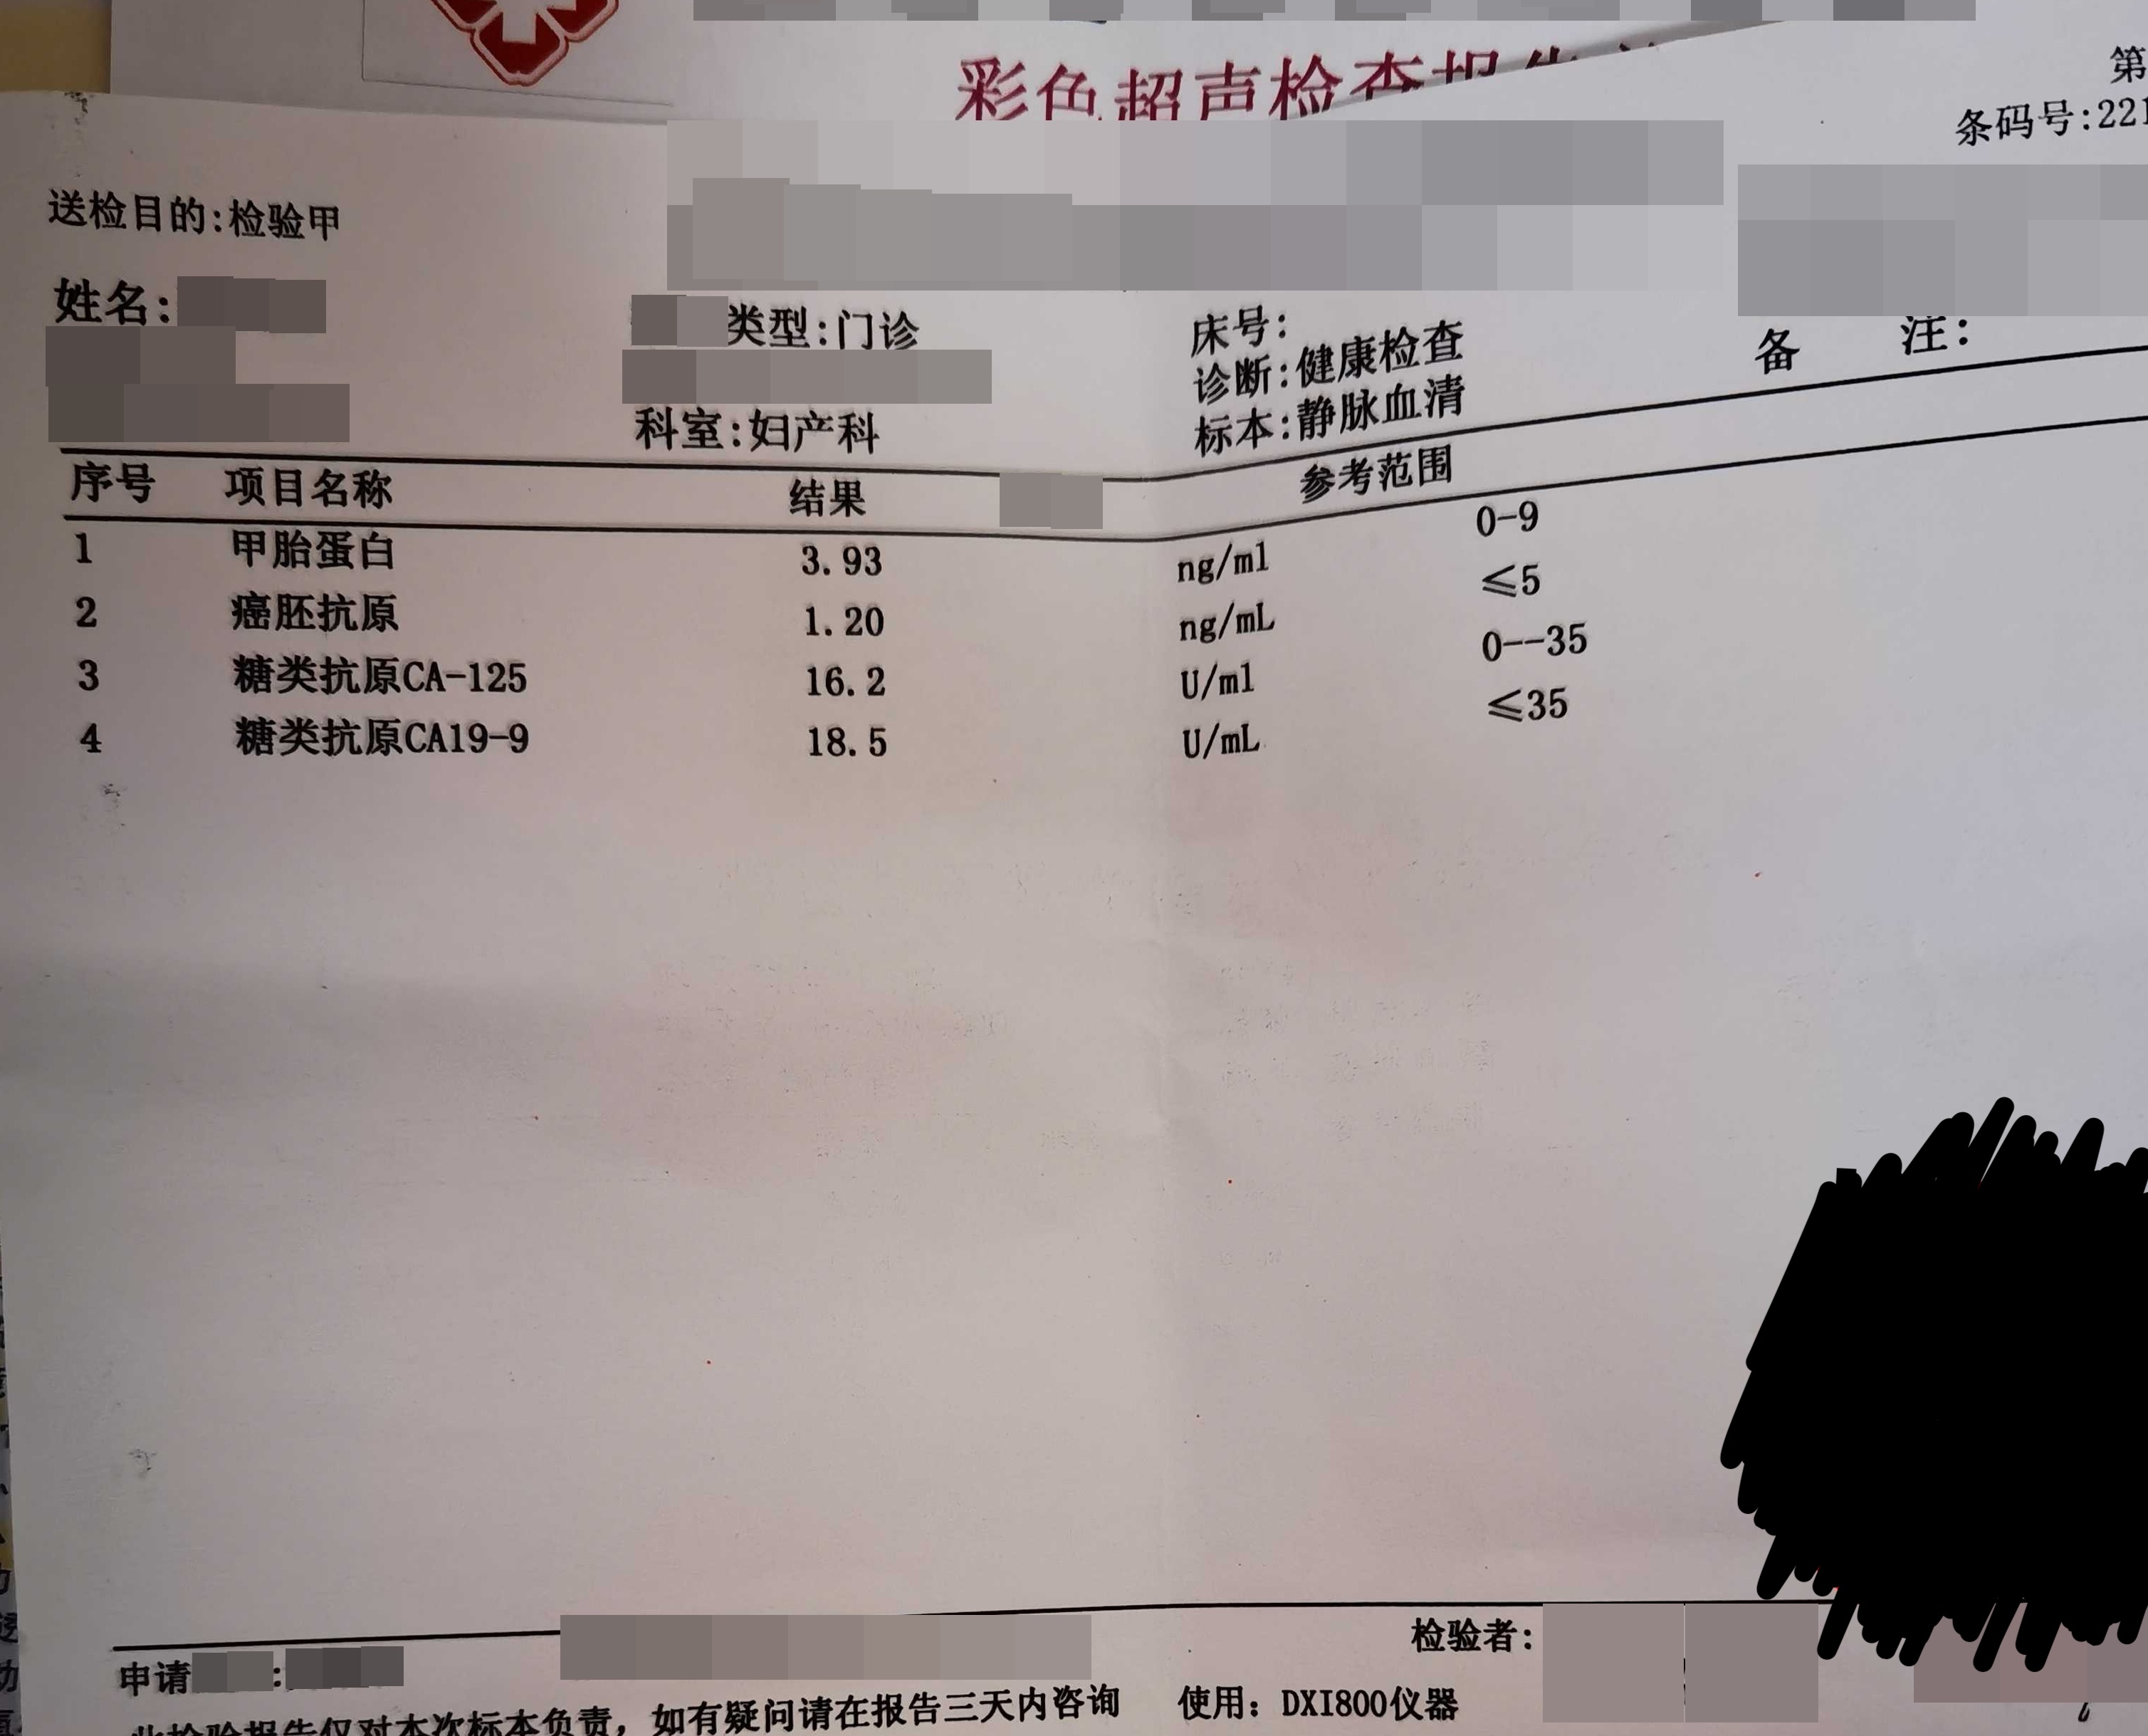 彩色超声检查报告
第
条码号:221
送检目的:检验甲
姓名:
类型:门诊
床号:
备 注:
诊断:健康检查
科室:妇产科
标本:静脉血清
序号 项目名称 结果 参考范围
1 甲胎蛋白 3.93 ng/ml 0-9
2 癌胚抗原 1.20 ng/mL ≤5
3 糖类抗原CA-125 16.2 U/ml 0--35
4 糖类抗原CA19-9 18.5 U/mL ≤35
申请 :
检验者:
此检验报告仅对本次标本负责，如有疑问请在报告三天内咨询 使用：DXI800仪器